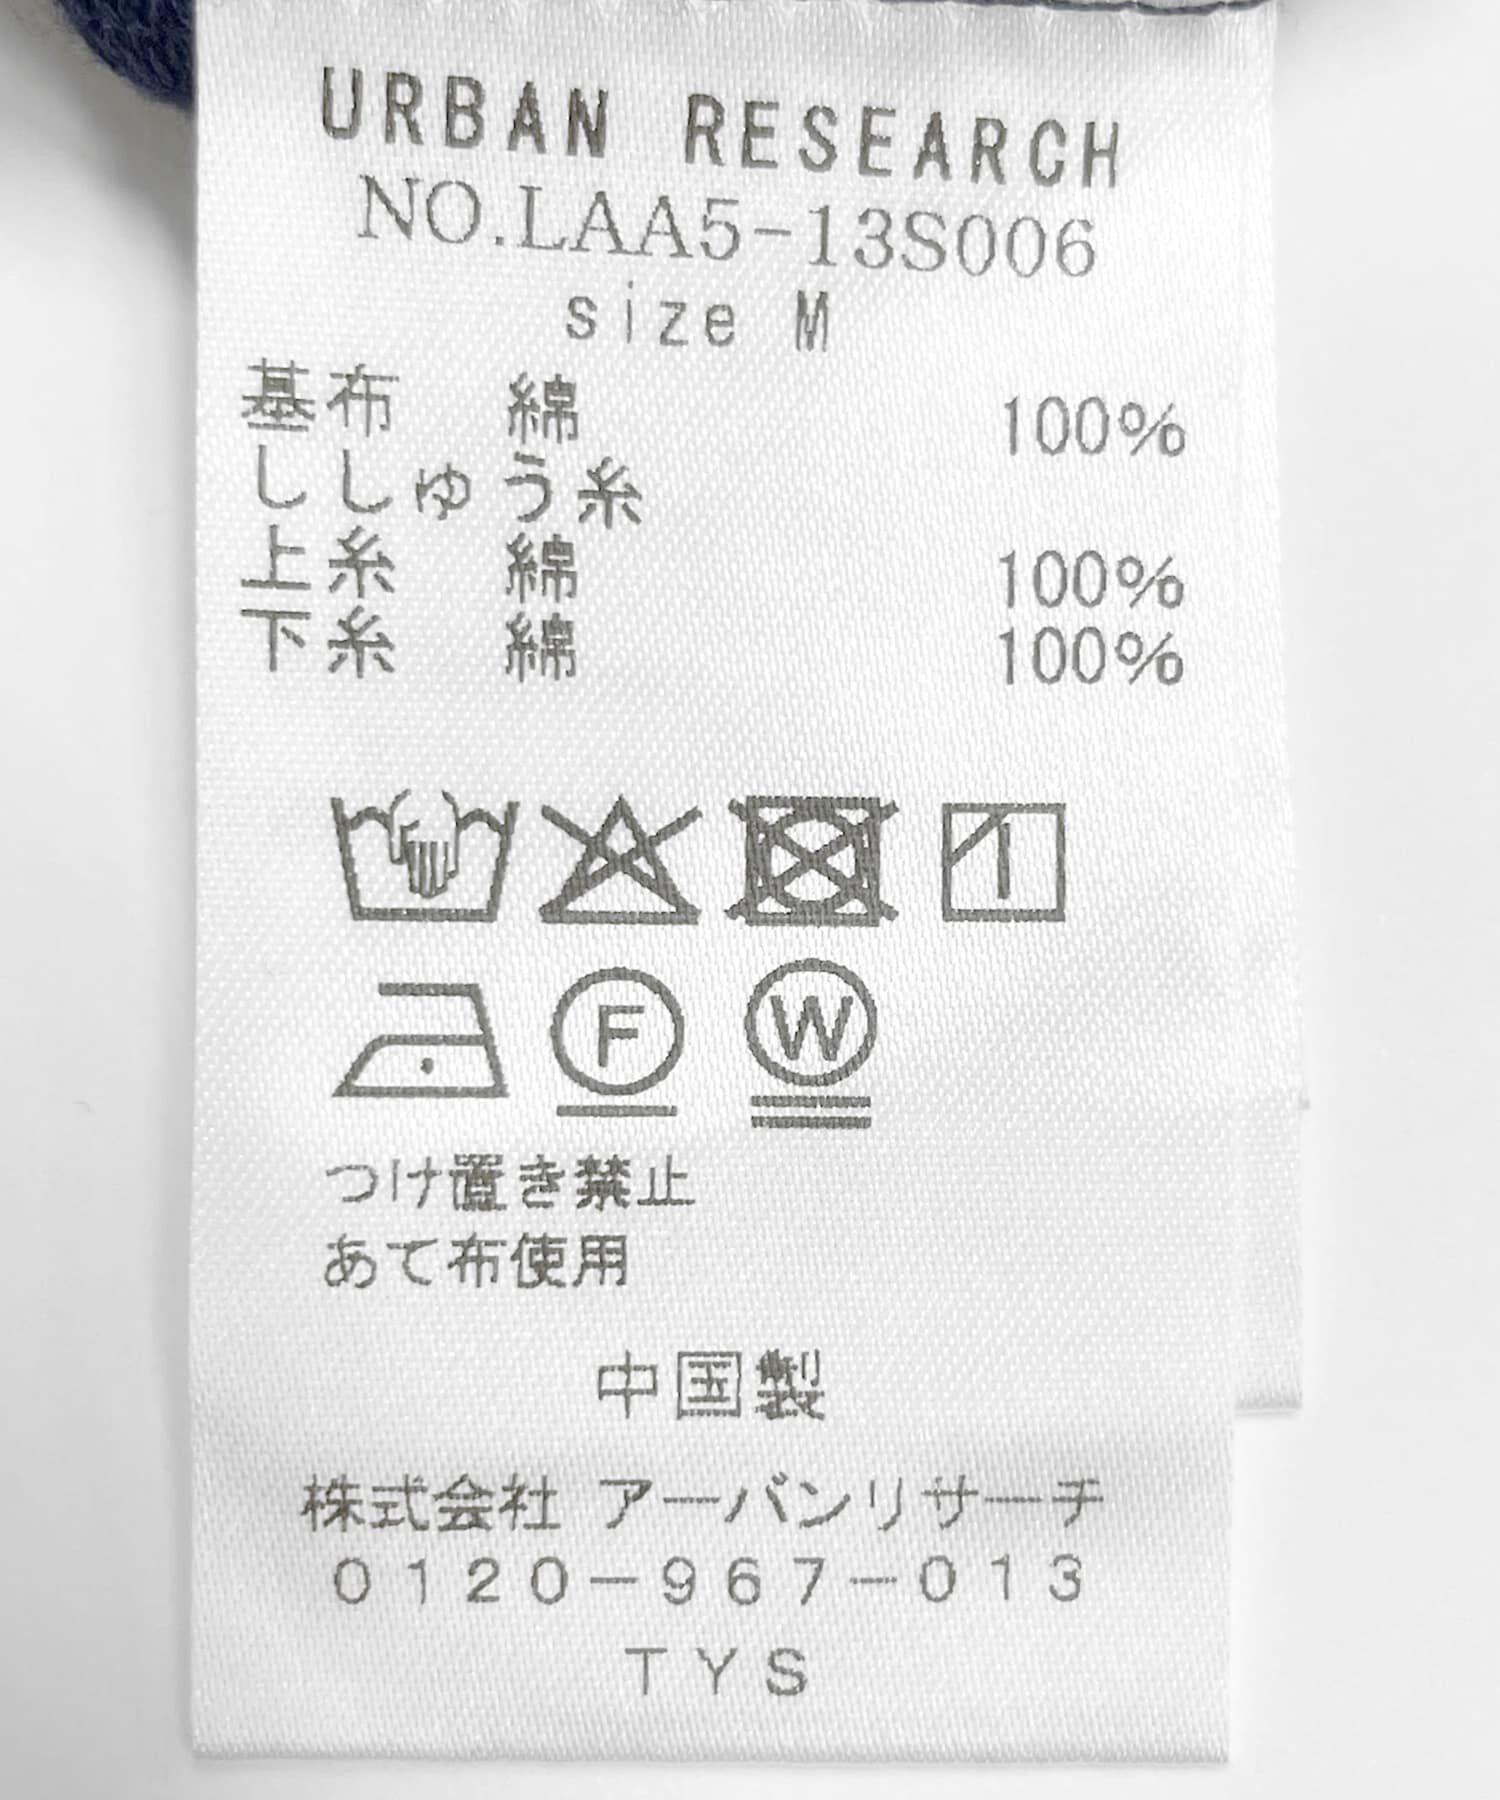 URBAN RESEARCH
NO.LAA5-13S006
size M
基布 綿 100%
ししゅう糸
上糸 綿 100%
下糸 綿 100%
F W
つけ置き禁止
あて布使用
中国製
株式会社 アーバンリサーチ
0120-967-013
TYS